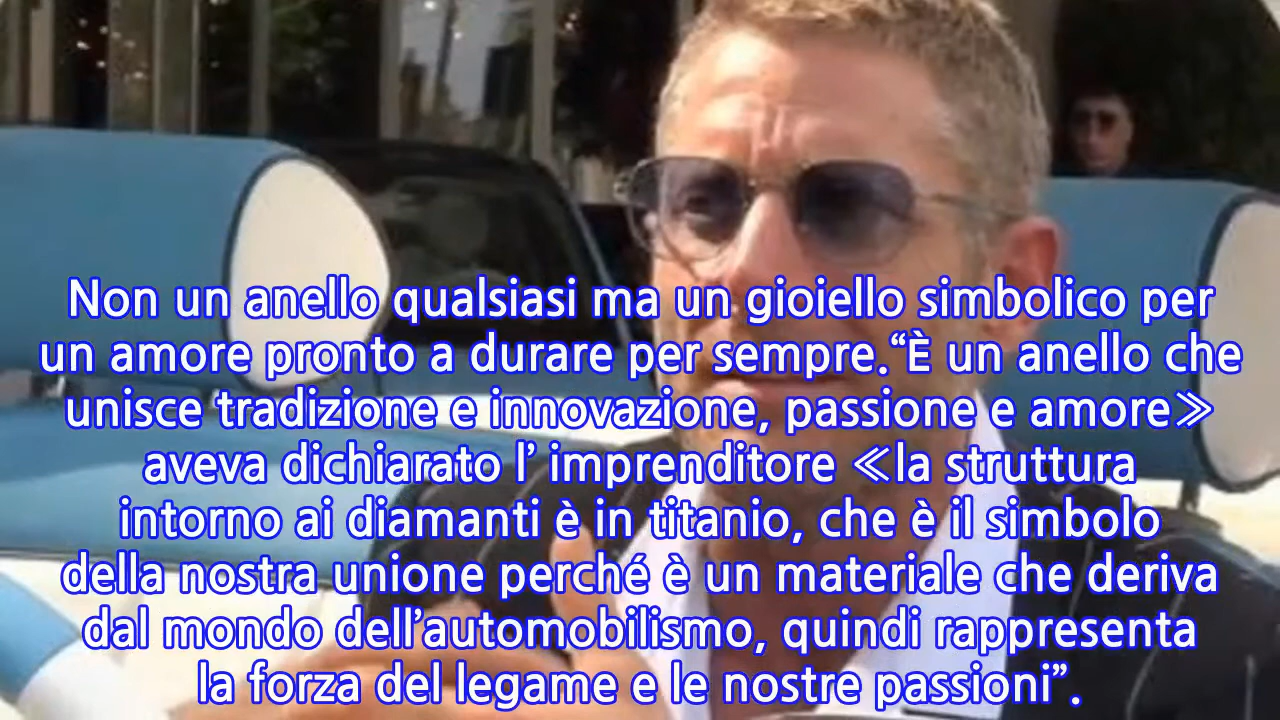 Non un anello qualsiasi ma un gioiello simbolico per
un amore pronto a durare per sempre.“È un anello che
unisce tradizione e innovazione, passione e amore≫
aveva dichiarato l’ imprenditore ≪la struttura
intorno ai diamanti è in titanio, che è il simbolo
della nostra unione perché è un materiale che deriva
dal mondo dell’automobilismo, quindi rappresenta
la forza del legame e le nostre passioni”.